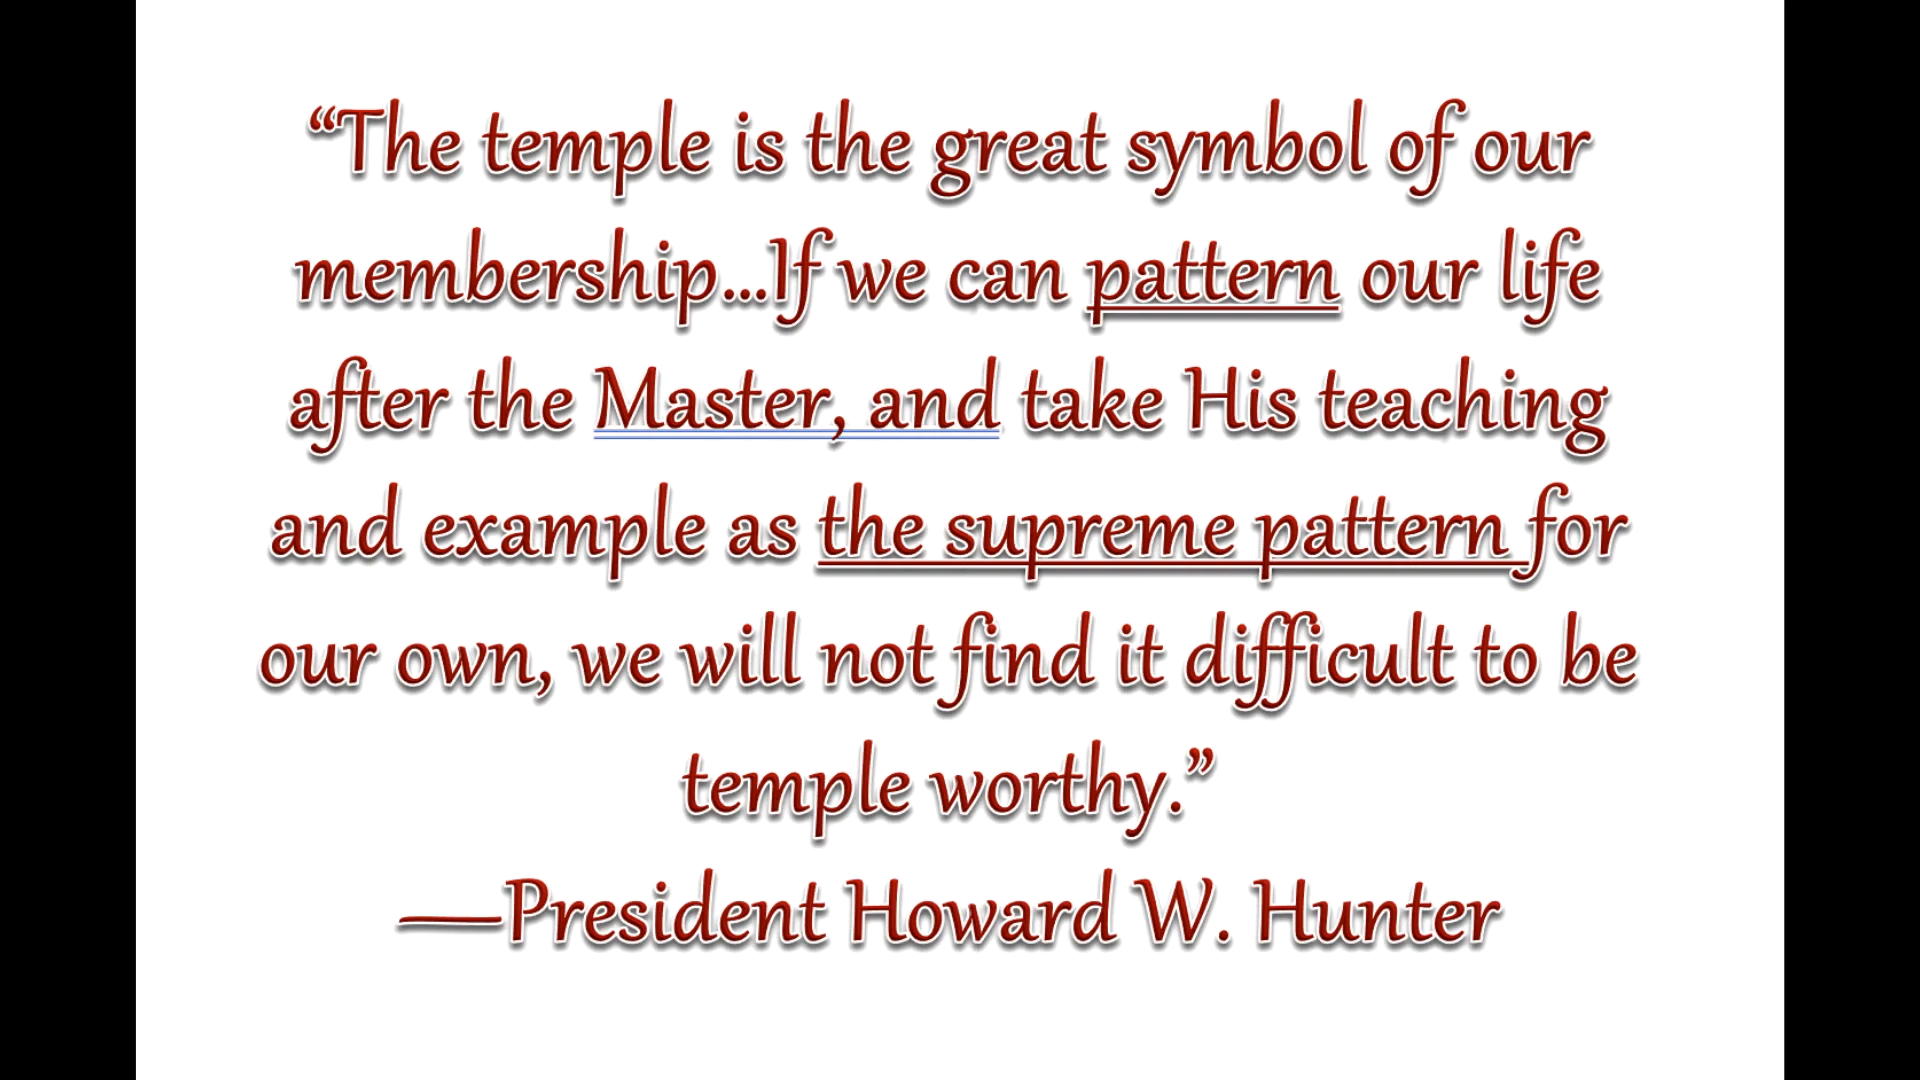 “The temple is the great symbol of our
membership...If we can pattern our life
after the Master, and take His teaching
and example as the supreme pattern for
our own, we will not find it difficult to be
temple worthy.”
—President Howard W. Hunter